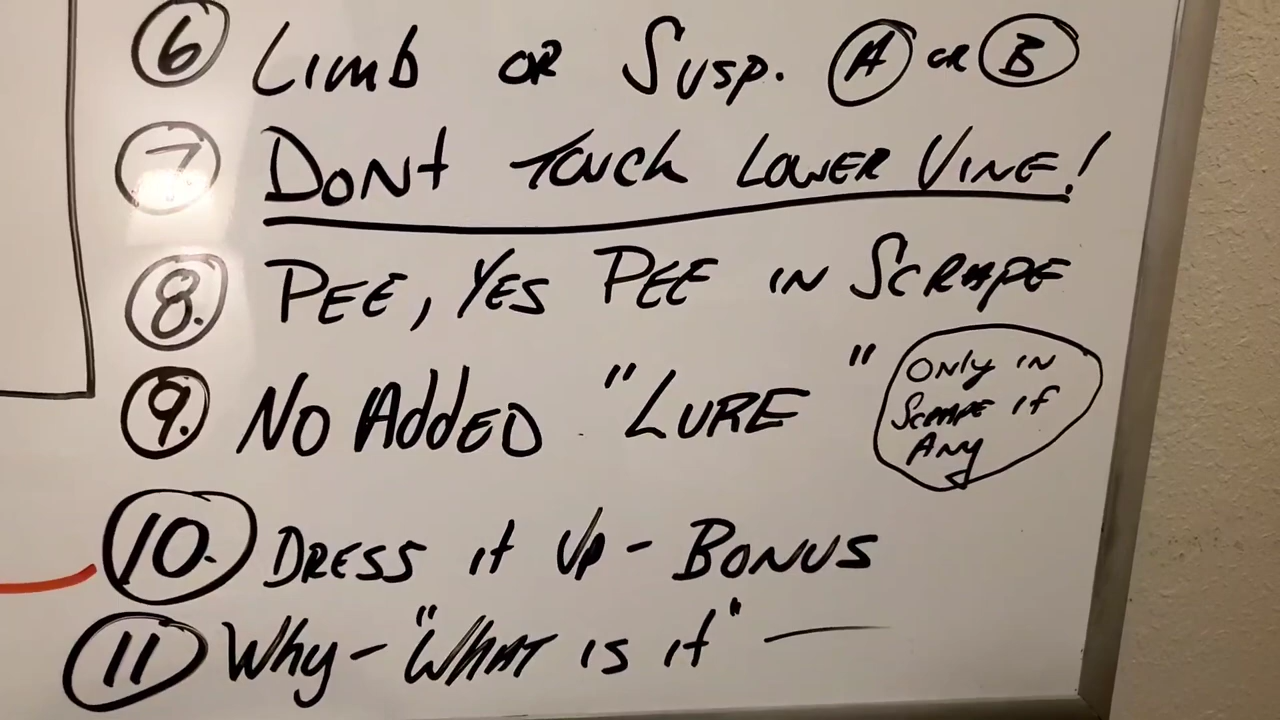 6 Limb or Susp. A or B
7. Dont Touch Lower Vine!
8. Pee, Yes Pee in Scrape
9. No Added "Lure" Only in
Scrape if
Any
10. Dress it Up - Bonus
11 Why - "What is it" —